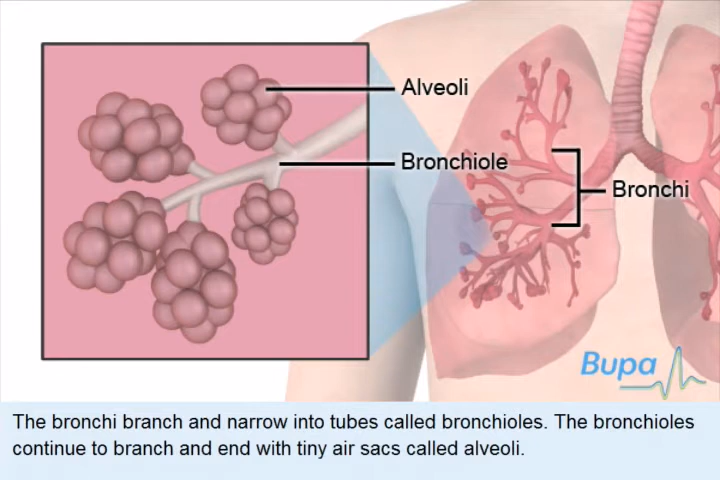 Alveoli
Bronchiole
Bronchi
Bupa
The bronchi branch and narrow into tubes called bronchioles. The bronchioles
continue to branch and end with tiny air sacs called alveoli.